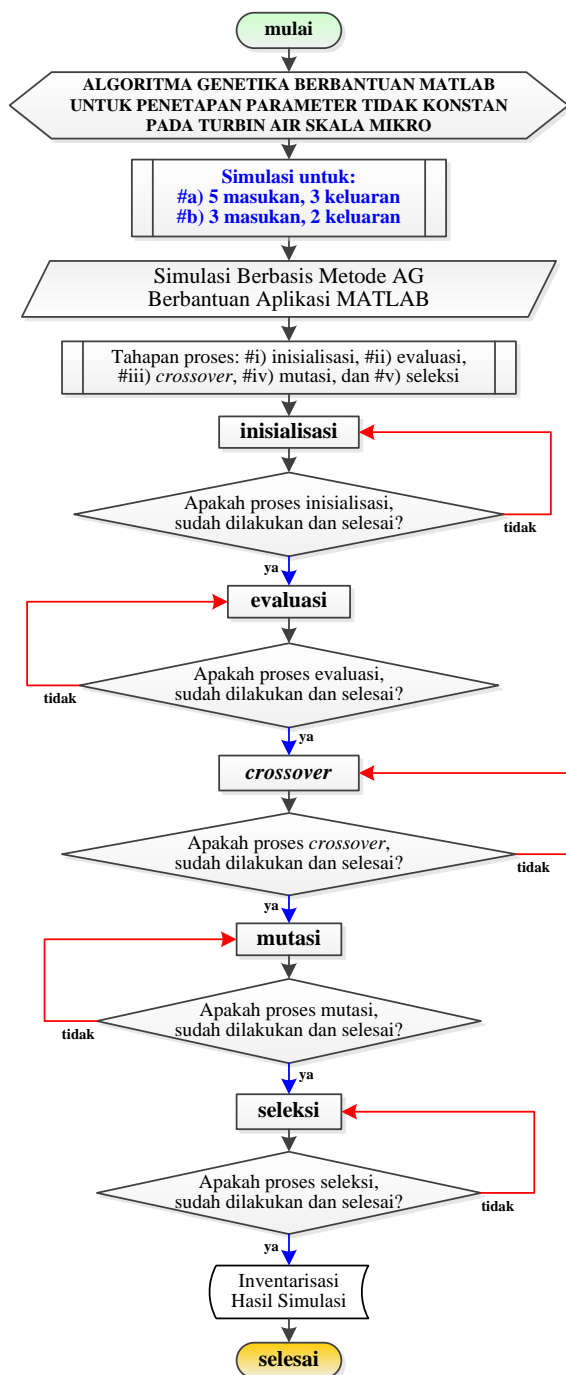 mulai
ALGORITMA GENETIKA BERBANTUAN MATLAB
UNTUK PENETAPAN PARAMETER TIDAK KONSTAN
PADA TURBIN AIR SKALA MIKRO
Simulasi untuk:
#a) 5 masukan, 3 keluaran
#b) 3 masukan, 2 keluaran
Simulasi Berbasis Metode AG
Berbantuan Aplikasi MATLAB
Tahapan proses: #i) inisialisasi, #ii) evaluasi,
#iii) crossover, #iv) mutasi, dan #v) seleksi
inisialisasi
Apakah proses inisialisasi,
sudah dilakukan dan selesai?
tidak
ya
evaluasi
Apakah proses evaluasi,
sudah dilakukan dan selesai?
tidak
ya
crossover
Apakah proses crossover,
sudah dilakukan dan selesai?
tidak
ya
mutasi
Apakah proses mutasi,
sudah dilakukan dan selesai?
tidak
ya
seleksi
Apakah proses seleksi,
sudah dilakukan dan selesai?
tidak
ya
Inventarisasi
Hasil Simulasi
selesai